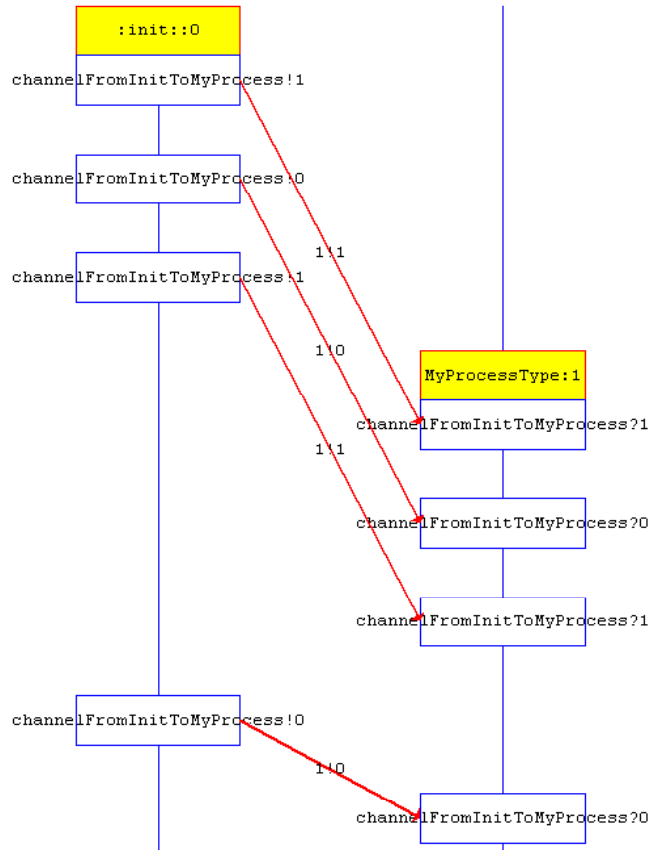 :init::0
channelFromInitToMyProcess!1
channelFromInitToMyProcess!0
1!1
channelFromInitToMyProcess!1
1!0
MyProcessType:1
channelFromInitToMyProcess?1
1!1
channelFromInitToMyProcess?0
channelFromInitToMyProcess?1
channelFromInitToMyProcess!0
1!0
channelFromInitToMyProcess?0